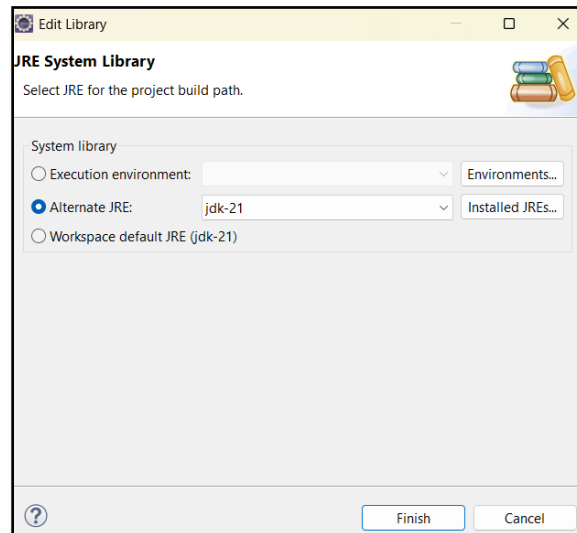 Edit Library
JRE System Library
Select JRE for the project build path.
System library
Execution environment: Environments...
Alternate JRE: jdk-21 Installed JREs...
Workspace default JRE (jdk-21)
?
Finish Cancel